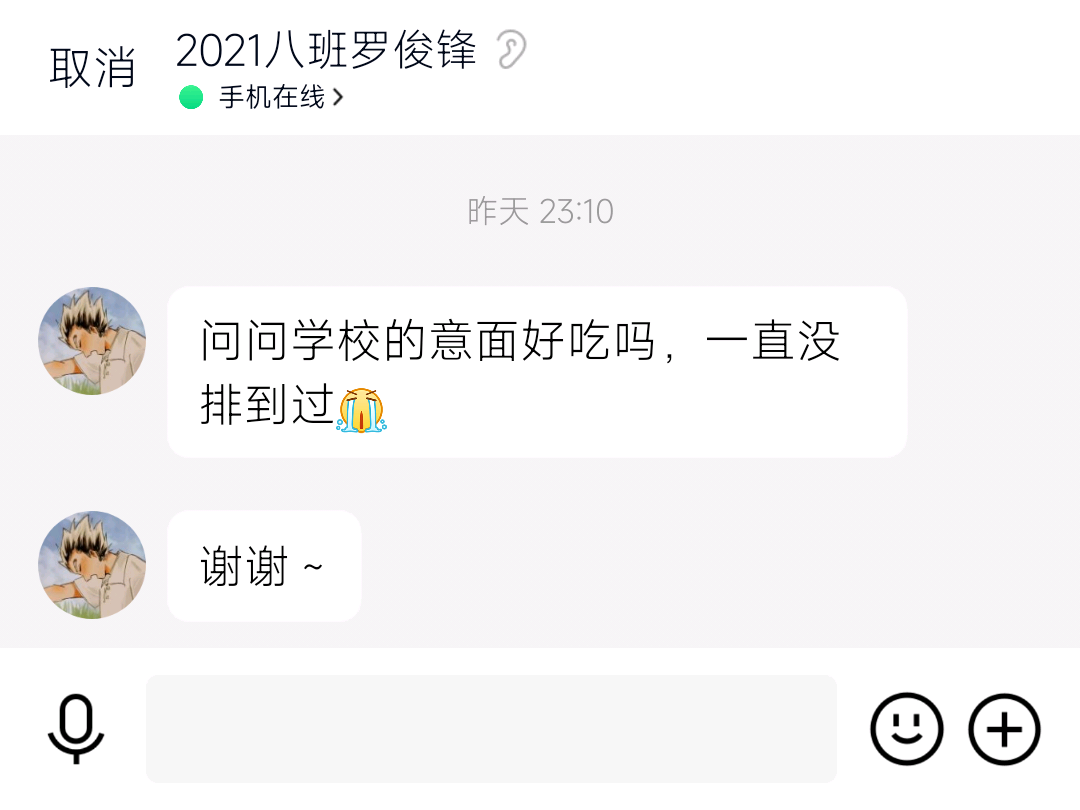 取消
2021八班罗俊锋
手机在线
昨天 23:10
问问学校的意面好吃吗，一直没
排到过😭
谢谢 ~